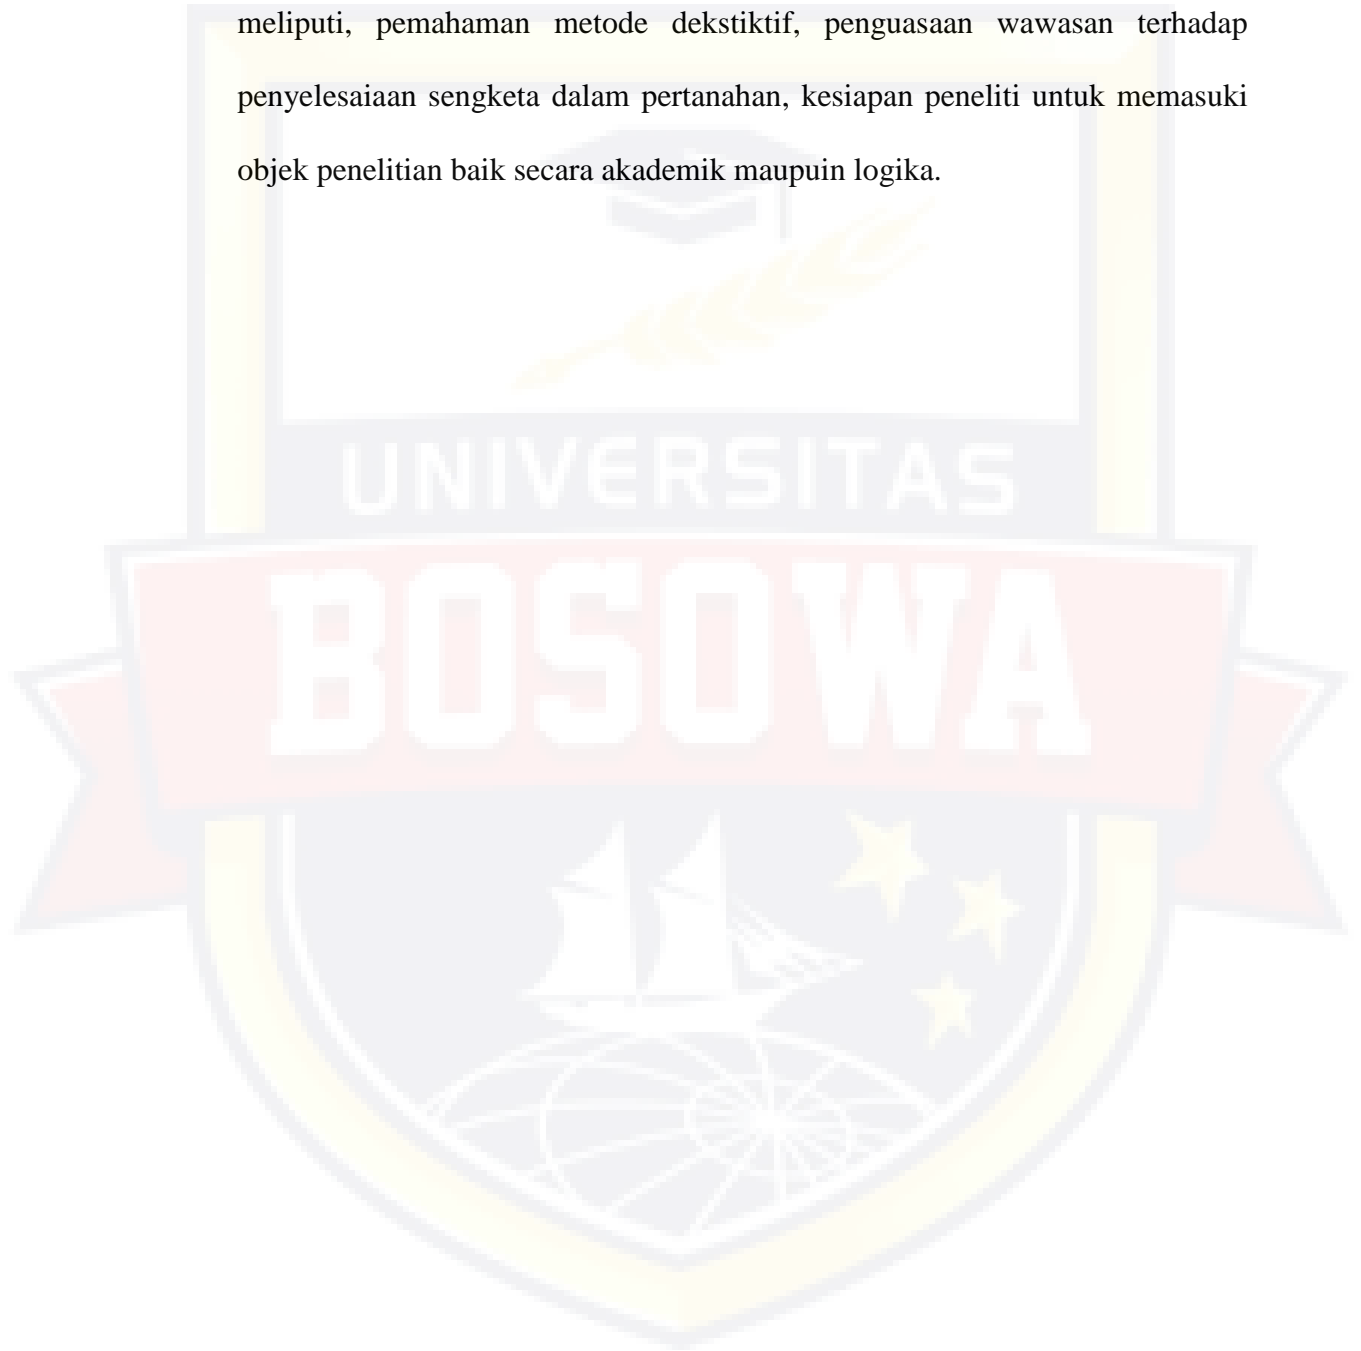 meliputi, pemahaman metode dekstiktif, penguasaan wawasan terhadap
penyelesaiaan sengketa dalam pertanahan, kesiapan peneliti untuk memasuki
objek penelitian baik secara akademik maupuin logika.
UNIVERSITAS
BOSOWA